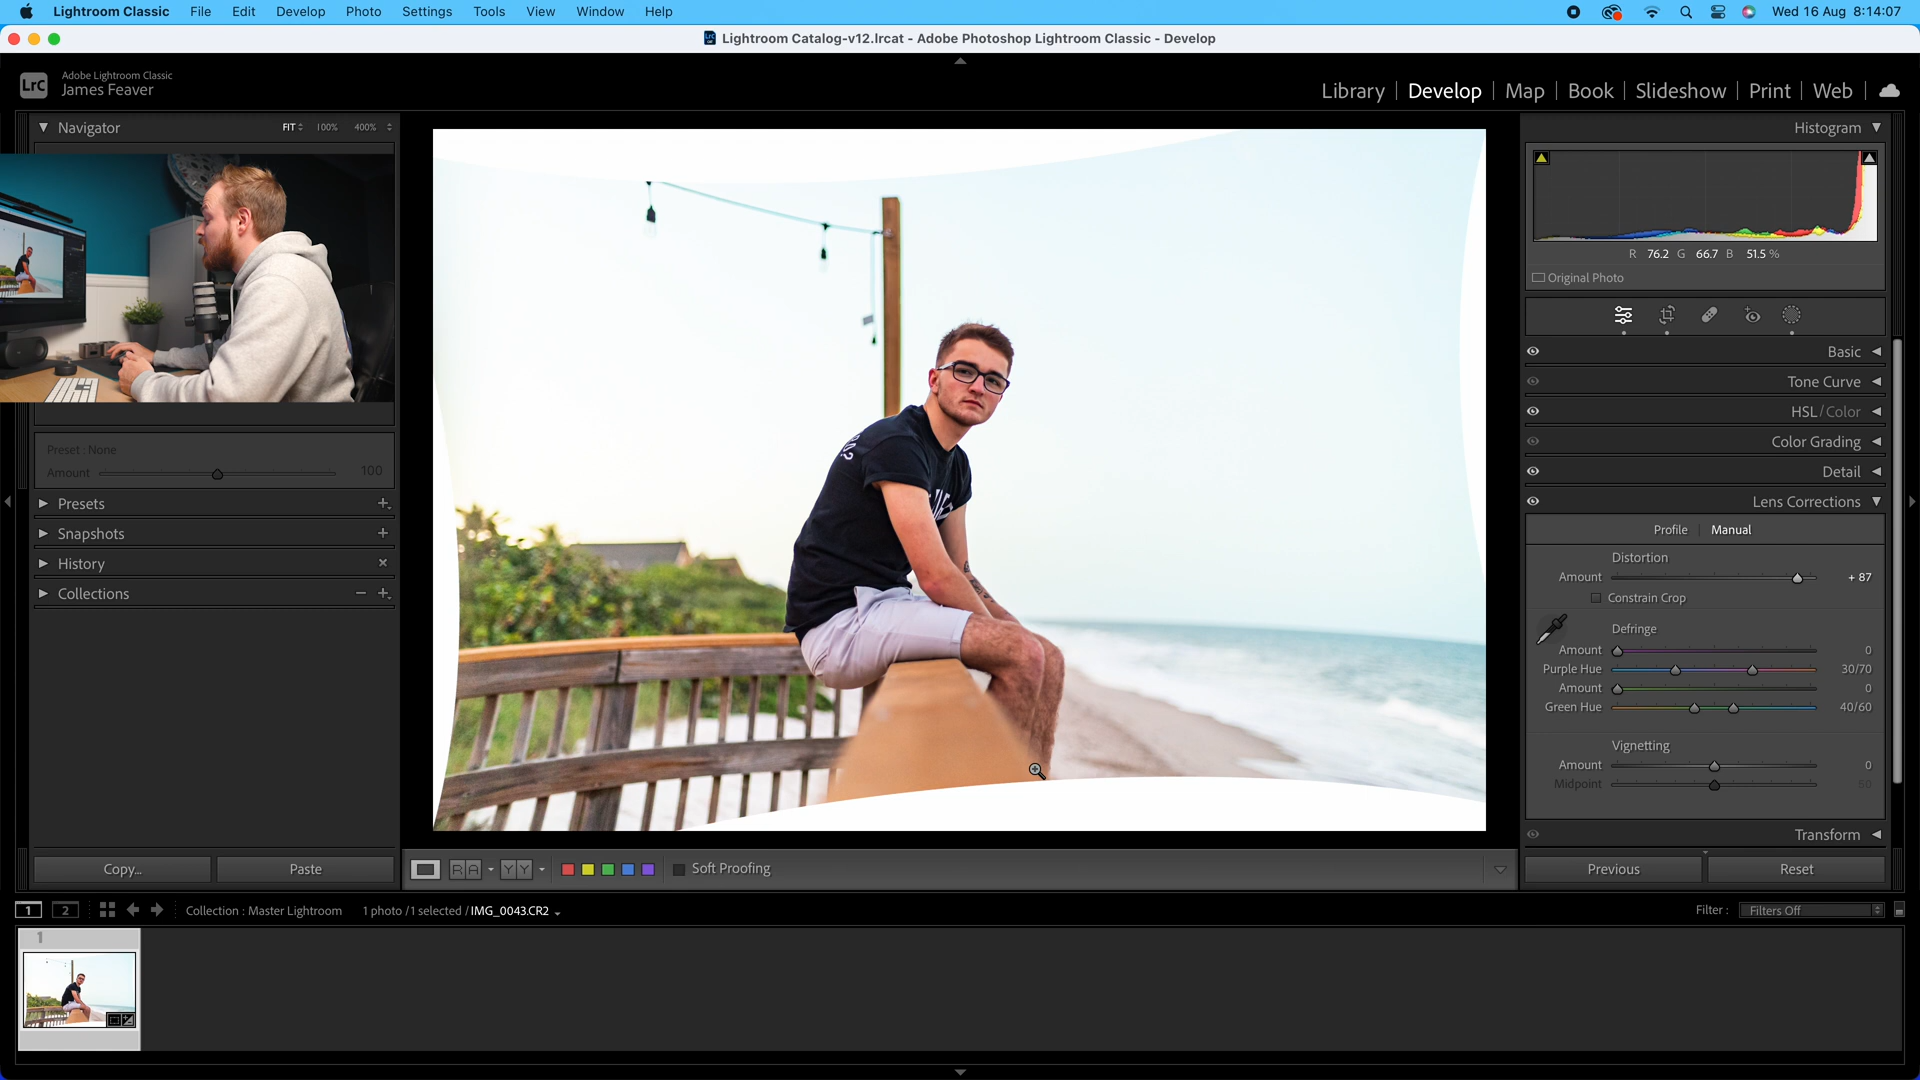 Lightroom Classic File Edit Develop Photo Settings Tools View Window Help Wed 16 Aug 8:14:07
Lightroom Catalog-v12.lrcat - Adobe Photoshop Lightroom Classic - Develop
LrC Adobe Lightroom Classic
James Feaver
Library | Develop | Map | Book | Slideshow | Print | Web
Navigator FIT 100% 400%
Histogram
R 76.2 G 66.7 B 51.5 %
Original Photo
Basic
Tone Curve
HSL / Color
Color Grading
Detail
Lens Corrections
Profile | Manual
Distortion
Amount + 87
Constrain Crop
Defringe
Amount 0
Purple Hue 30/70
Amount 0
Green Hue 40/60
Vignetting
Amount 0
Midpoint 50
Transform
Previous Reset
Preset : None
Amount 100
Presets
Snapshots
History
Collections
Copy... Paste
R A Y Y Soft Proofing
1 2 Collection : Master Lightroom 1 photo / 1 selected / IMG_0043.CR2 Filter : Filters Off
1